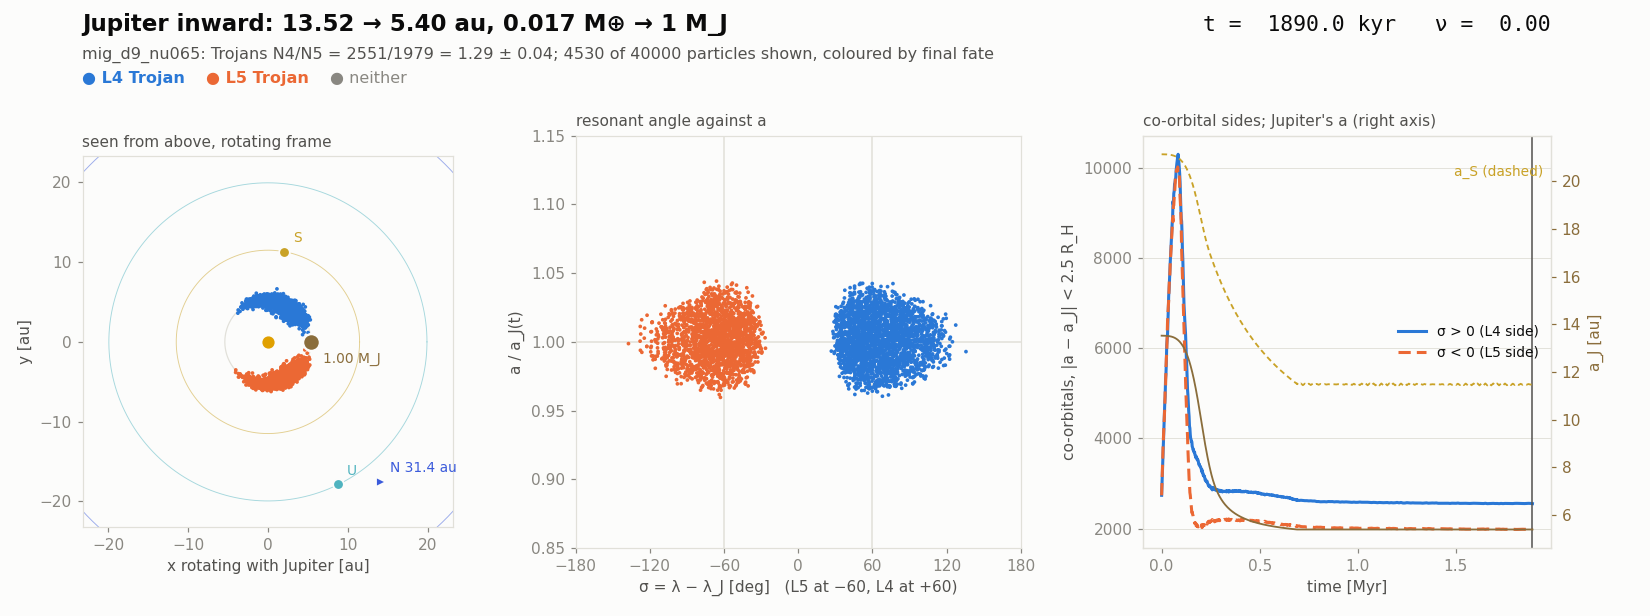 Jupiter inward: 13.52 → 5.40 au, 0.017 M⊕ → 1 M_J
t =  1890.0 kyr   ν =  0.00
mig_d9_nu065: Trojans N4/N5 = 2551/1979 = 1.29 ± 0.04; 4530 of 40000 particles shown, coloured by final fate
L4 Trojan   L5 Trojan   neither
seen from above, rotating frame
20
10
0
−10
−20
y [au]
S
1.00 M_J
U
N 31.4 au
−20 −10 0 10 20
x rotating with Jupiter [au]
resonant angle against a
1.15
1.10
1.05
1.00
0.95
0.90
0.85
a / a_J(t)
−180 −120 −60 0 60 120 180
σ = λ − λ_J [deg]   (L5 at −60, L4 at +60)
co-orbital sides; Jupiter's a (right axis)
10000
8000
6000
4000
2000
co-orbitals, |a − a_J| < 2.5 R_H
a_S (dashed)
σ > 0 (L4 side)
σ < 0 (L5 side)
20
18
16
14
12
10
8
6
a_J [au]
0.0 0.5 1.0 1.5
time [Myr]